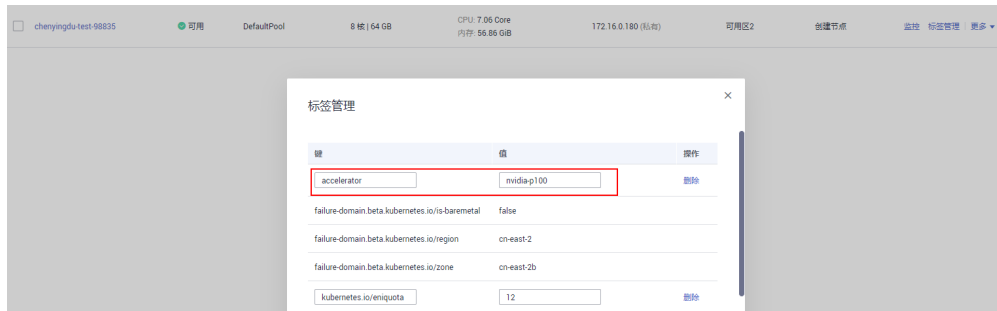 chenyingdu-test-98835 可用 DefaultPool 8 核 | 64 GB CPU: 7.06 Core 172.16.0.180 (私有) 可用区2 创建节点 监控 标签管理 更多
内存: 56.86 GiB
标签管理
键 值 操作
accelerator nvidia-p100 删除
failure-domain.beta.kubernetes.io/is-baremetal false
failure-domain.beta.kubernetes.io/region cn-east-2
failure-domain.beta.kubernetes.io/zone cn-east-2b
kubernetes.io/eniquota 12 删除